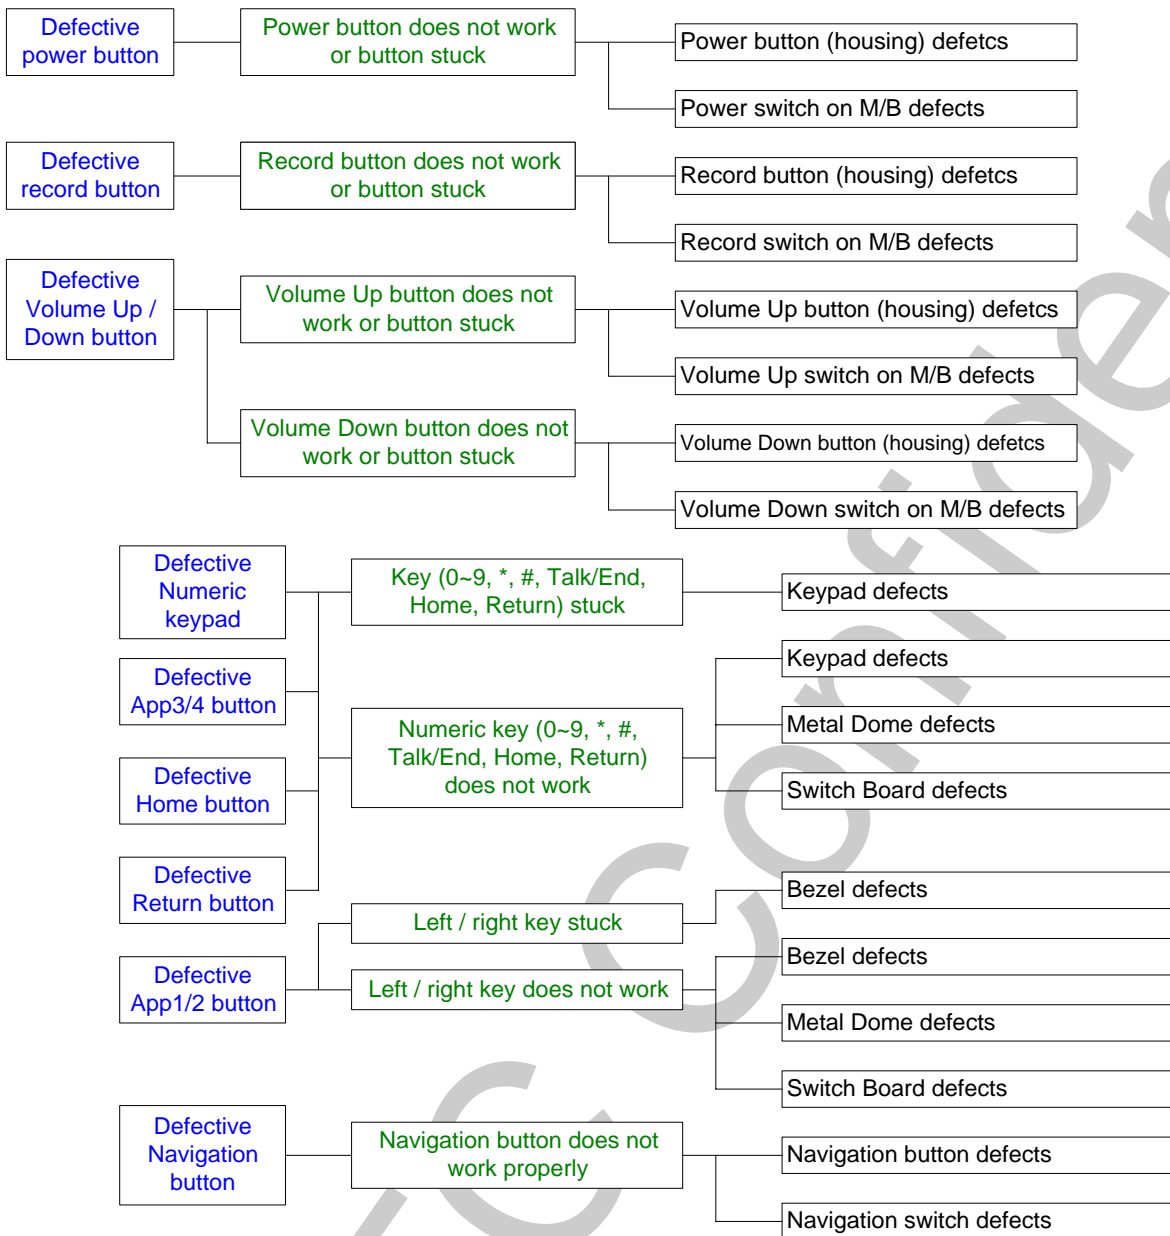 Defective
power button
Power button does not work
or button stuck
Power button (housing) defetcs
Power switch on M/B defects
Defective
record button
Record button does not work
or button stuck
Record button (housing) defetcs
Record switch on M/B defects
Defective
Volume Up /
Down button
Volume Up button does not
work or button stuck
Volume Up button (housing) defetcs
Volume Up switch on M/B defects
Volume Down button does not
work or button stuck
Volume Down button (housing) defetcs
Volume Down switch on M/B defects
Defective
Numeric
keypad
Key (0~9, *, #, Talk/End,
Home, Return) stuck
Keypad defects
Defective
App3/4 button
Numeric key (0~9, *, #,
Talk/End, Home, Return)
does not work
Keypad defects
Metal Dome defects
Switch Board defects
Defective
Home button
Defective
Return button
Left / right key stuck
Bezel defects
Defective
App1/2 button
Left / right key does not work
Bezel defects
Metal Dome defects
Switch Board defects
Defective
Navigation
button
Navigation button does not
work properly
Navigation button defects
Navigation switch defects